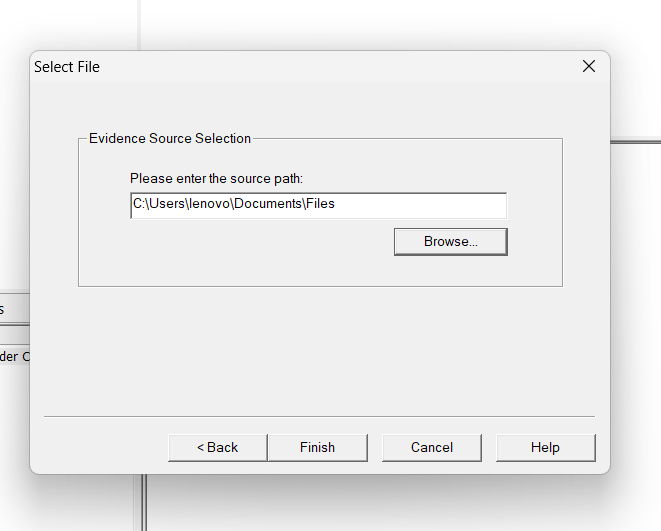 Select File
Evidence Source Selection
Please enter the source path:
C:\Users\lenovo\Documents\Files
Browse...
s
der C
< Back
Finish
Cancel
Help